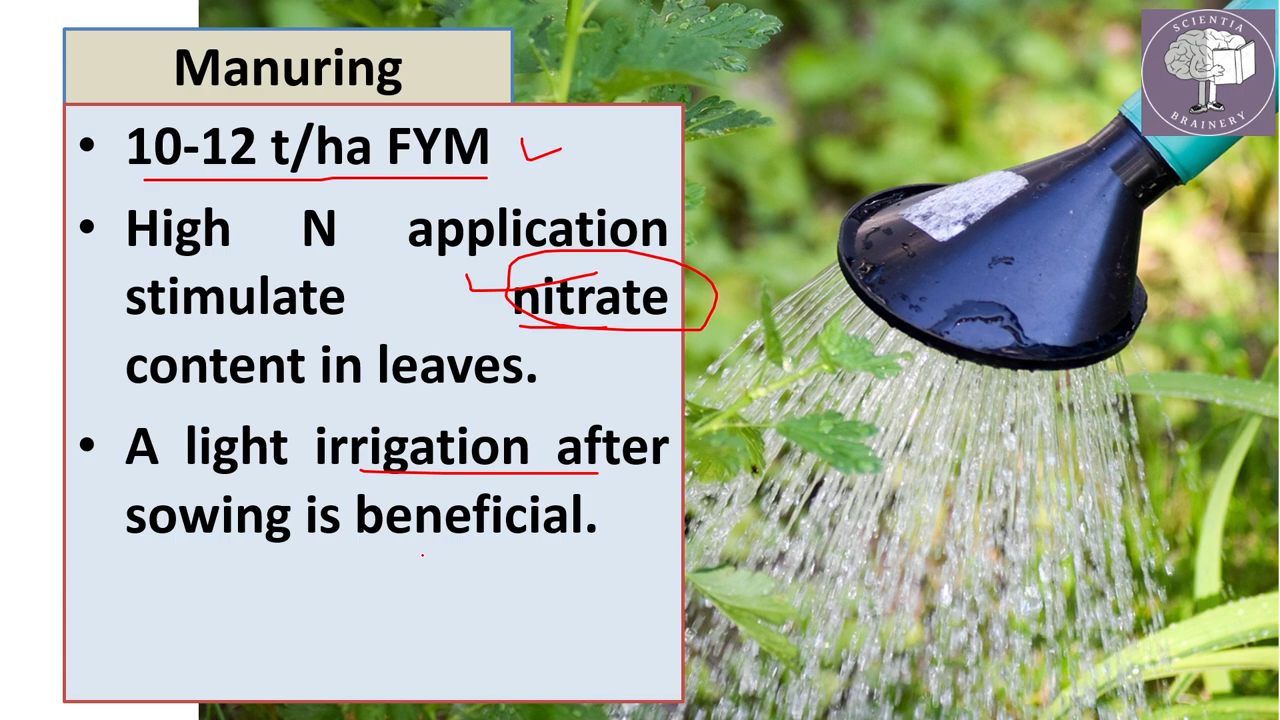 SCIENTIA
BRAINERY
Manuring
• 10-12 t/ha FYM
• High N application
stimulate nitrate
content in leaves.
• A light irrigation after
sowing is beneficial.